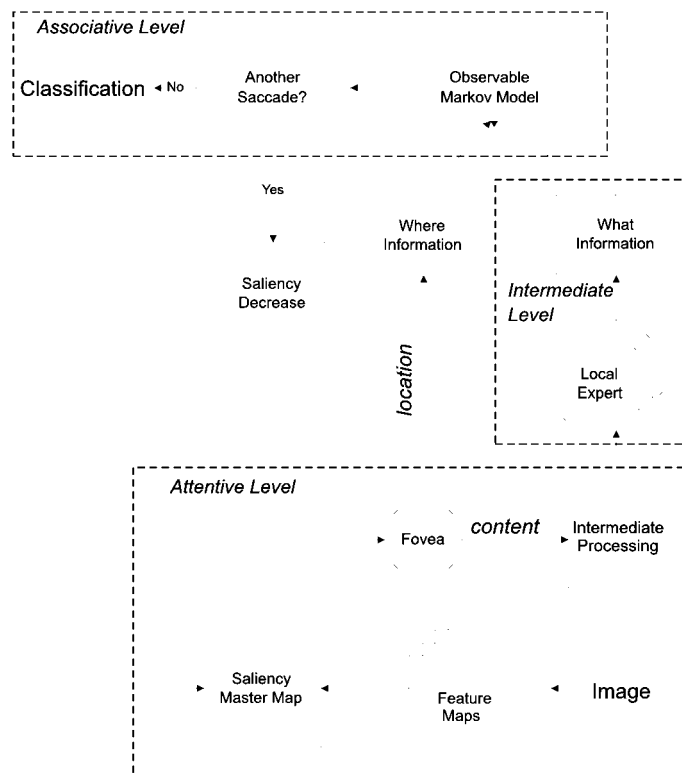 Associative Level
Classification
No
Another
Saccade?
Observable
Markov Model
Yes
Where
Information
What
Information
Saliency
Decrease
Intermediate
Level
location
Local
Expert
Attentive Level
Fovea
content
Intermediate
Processing
Saliency
Master Map
Feature
Maps
Image